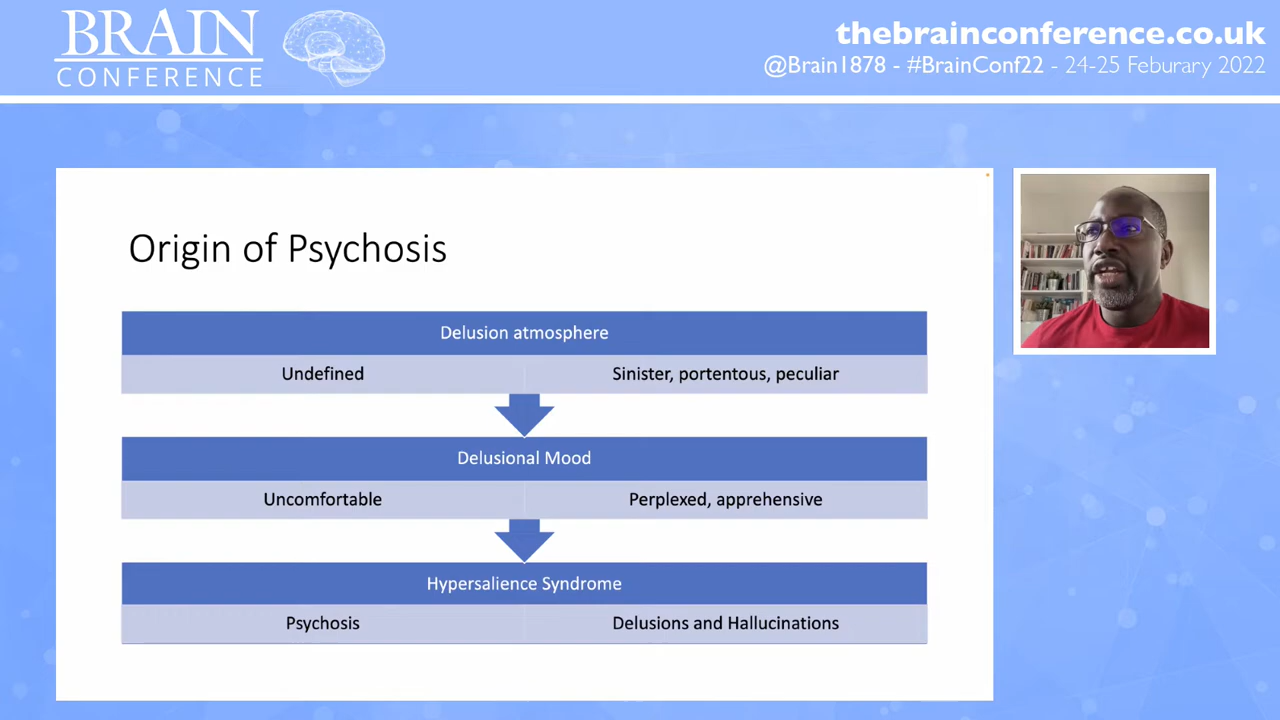 BRAIN
CONFERENCE
thebrainconference.co.uk
@Brain1878 - #BrainConf22 - 24-25 Feburary 2022
Origin of Psychosis
Delusion atmosphere
Undefined
Sinister, portentous, peculiar
Delusional Mood
Uncomfortable
Perplexed, apprehensive
Hypersalience Syndrome
Psychosis
Delusions and Hallucinations